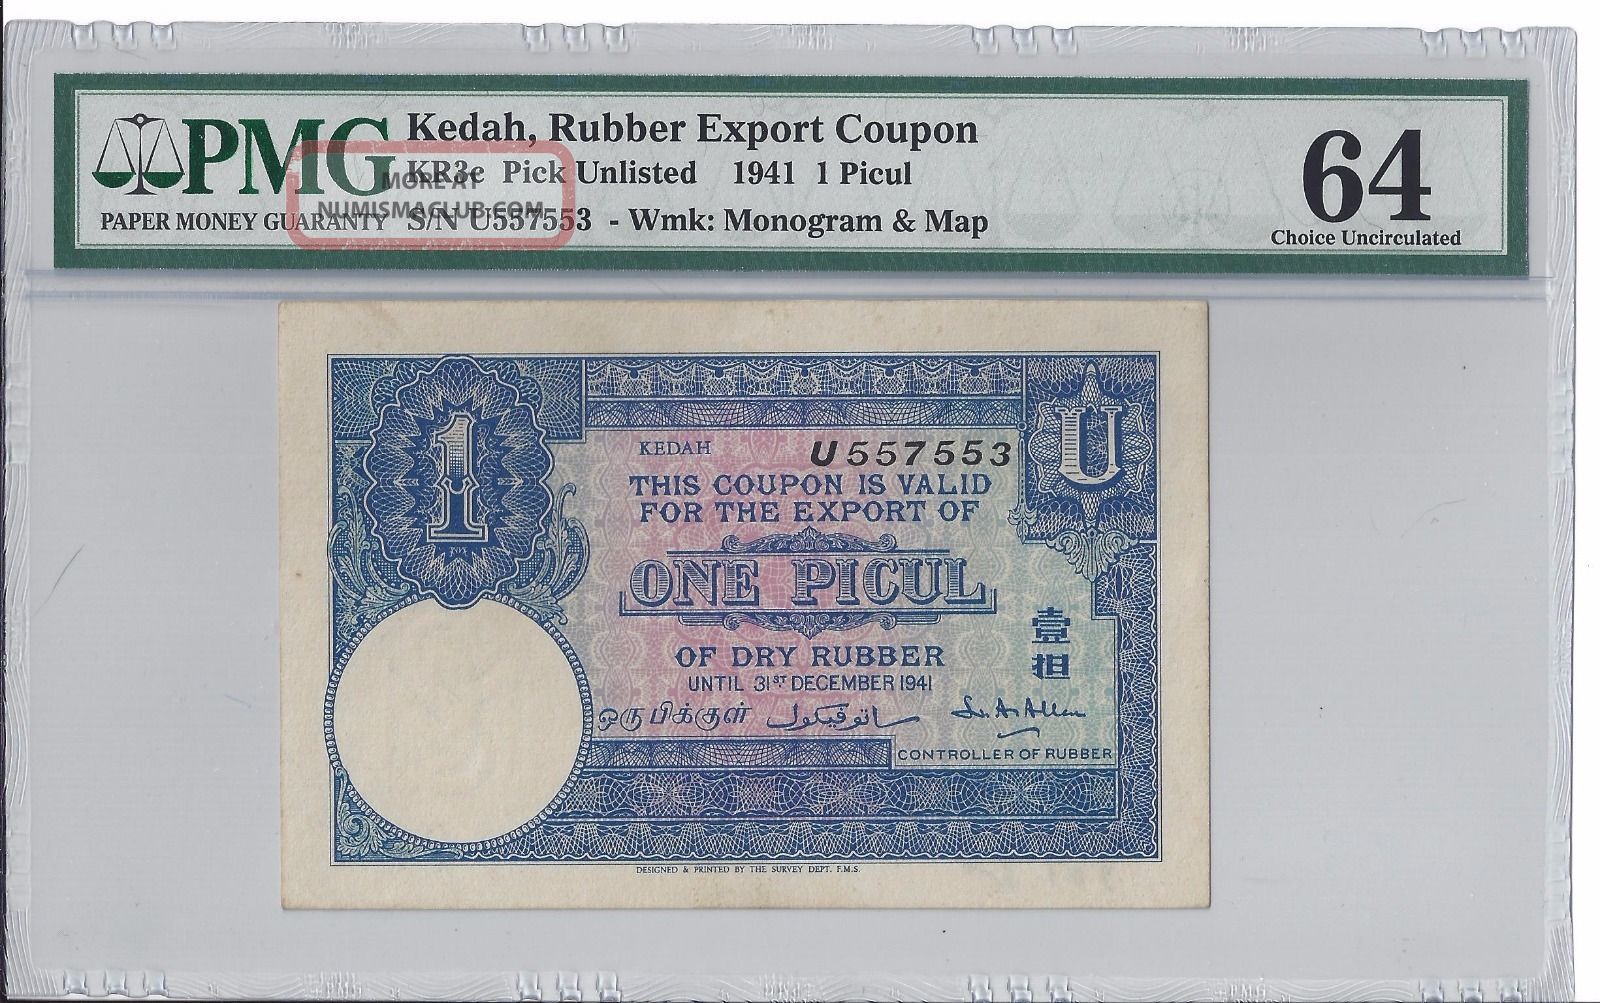 PMG
PAPER MONEY GUARANTY
Kedah, Rubber Export Coupon
KR3c Pick Unlisted 1941 1 Picul
S/N U557553 - Wmk: Monogram & Map
64
Choice Uncirculated
MORE AT
NUMISMACLUB.COM
1
U
KEDAH U557553
THIS COUPON IS VALID
FOR THE EXPORT OF
ONE PICUL
壹
担
OF DRY RUBBER
UNTIL 31ST DECEMBER 1941
ஒரு பிக்குள் ساتو فيكول
CONTROLLER OF RUBBER
DESIGNED & PRINTED BY THE SURVEY DEPT. F.M.S.